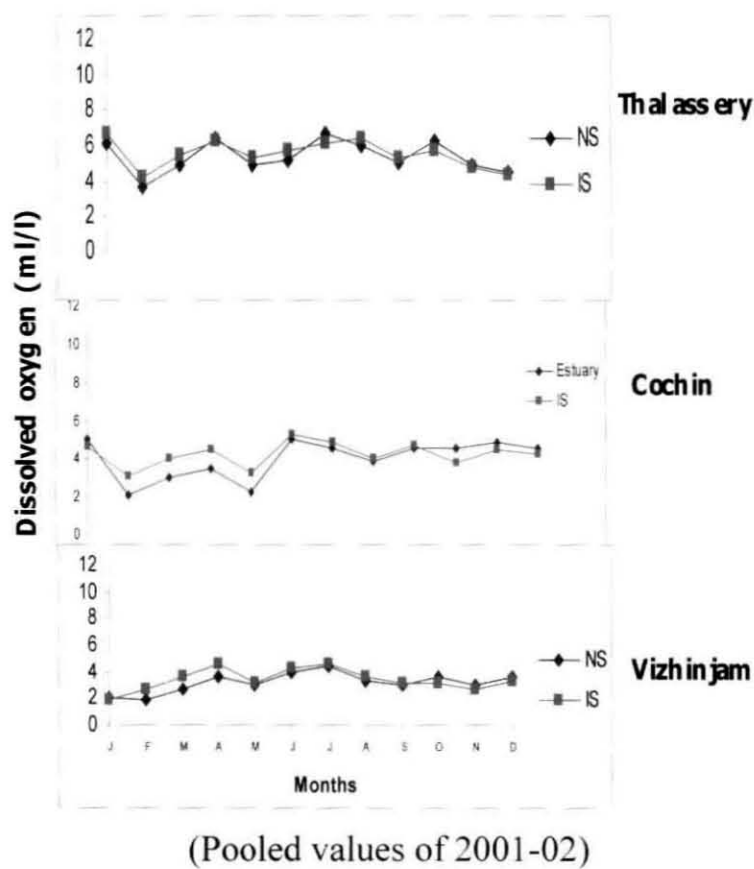 Dissolved oxygen (ml/l)
12
10
8
6
4
2
0
NS
IS
Thalassery
12
10
8
6
4
2
0
Estuary
IS
Cochin
12
10
8
6
4
2
0
NS
IS
Vizhinjam
J F M A M J J A S O N D
Months
(Pooled values of 2001-02)